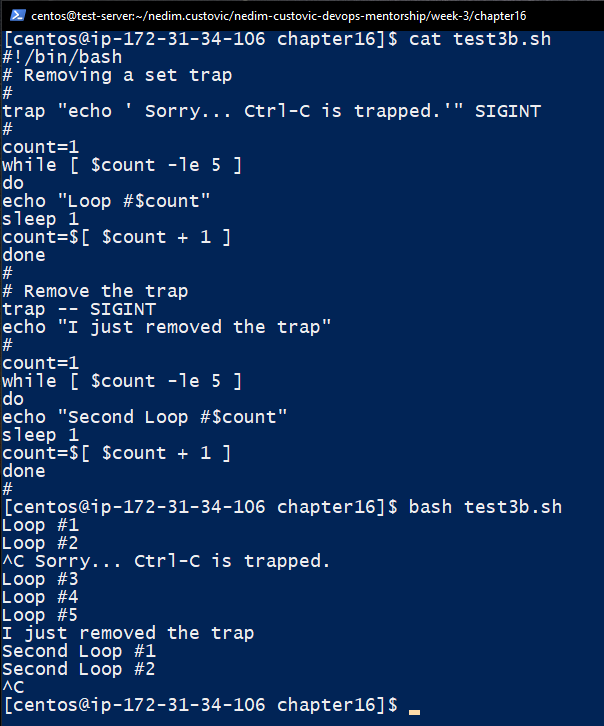 centos@test-server:~/nedim.custovic/nedim-custovic-devops-mentorship/week-3/chapter16
[centos@ip-172-31-34-106 chapter16]$ cat test3b.sh
#!/bin/bash
# Removing a set trap
#
trap "echo ' Sorry... Ctrl-C is trapped.'" SIGINT
#
count=1
while [ $count -le 5 ]
do
echo "Loop #$count"
sleep 1
count=$[ $count + 1 ]
done
#
# Remove the trap
trap -- SIGINT
echo "I just removed the trap"
#
count=1
while [ $count -le 5 ]
do
echo "Second Loop #$count"
sleep 1
count=$[ $count + 1 ]
done
#
[centos@ip-172-31-34-106 chapter16]$ bash test3b.sh
Loop #1
Loop #2
^C Sorry... Ctrl-C is trapped.
Loop #3
Loop #4
Loop #5
I just removed the trap
Second Loop #1
Second Loop #2
^C
[centos@ip-172-31-34-106 chapter16]$